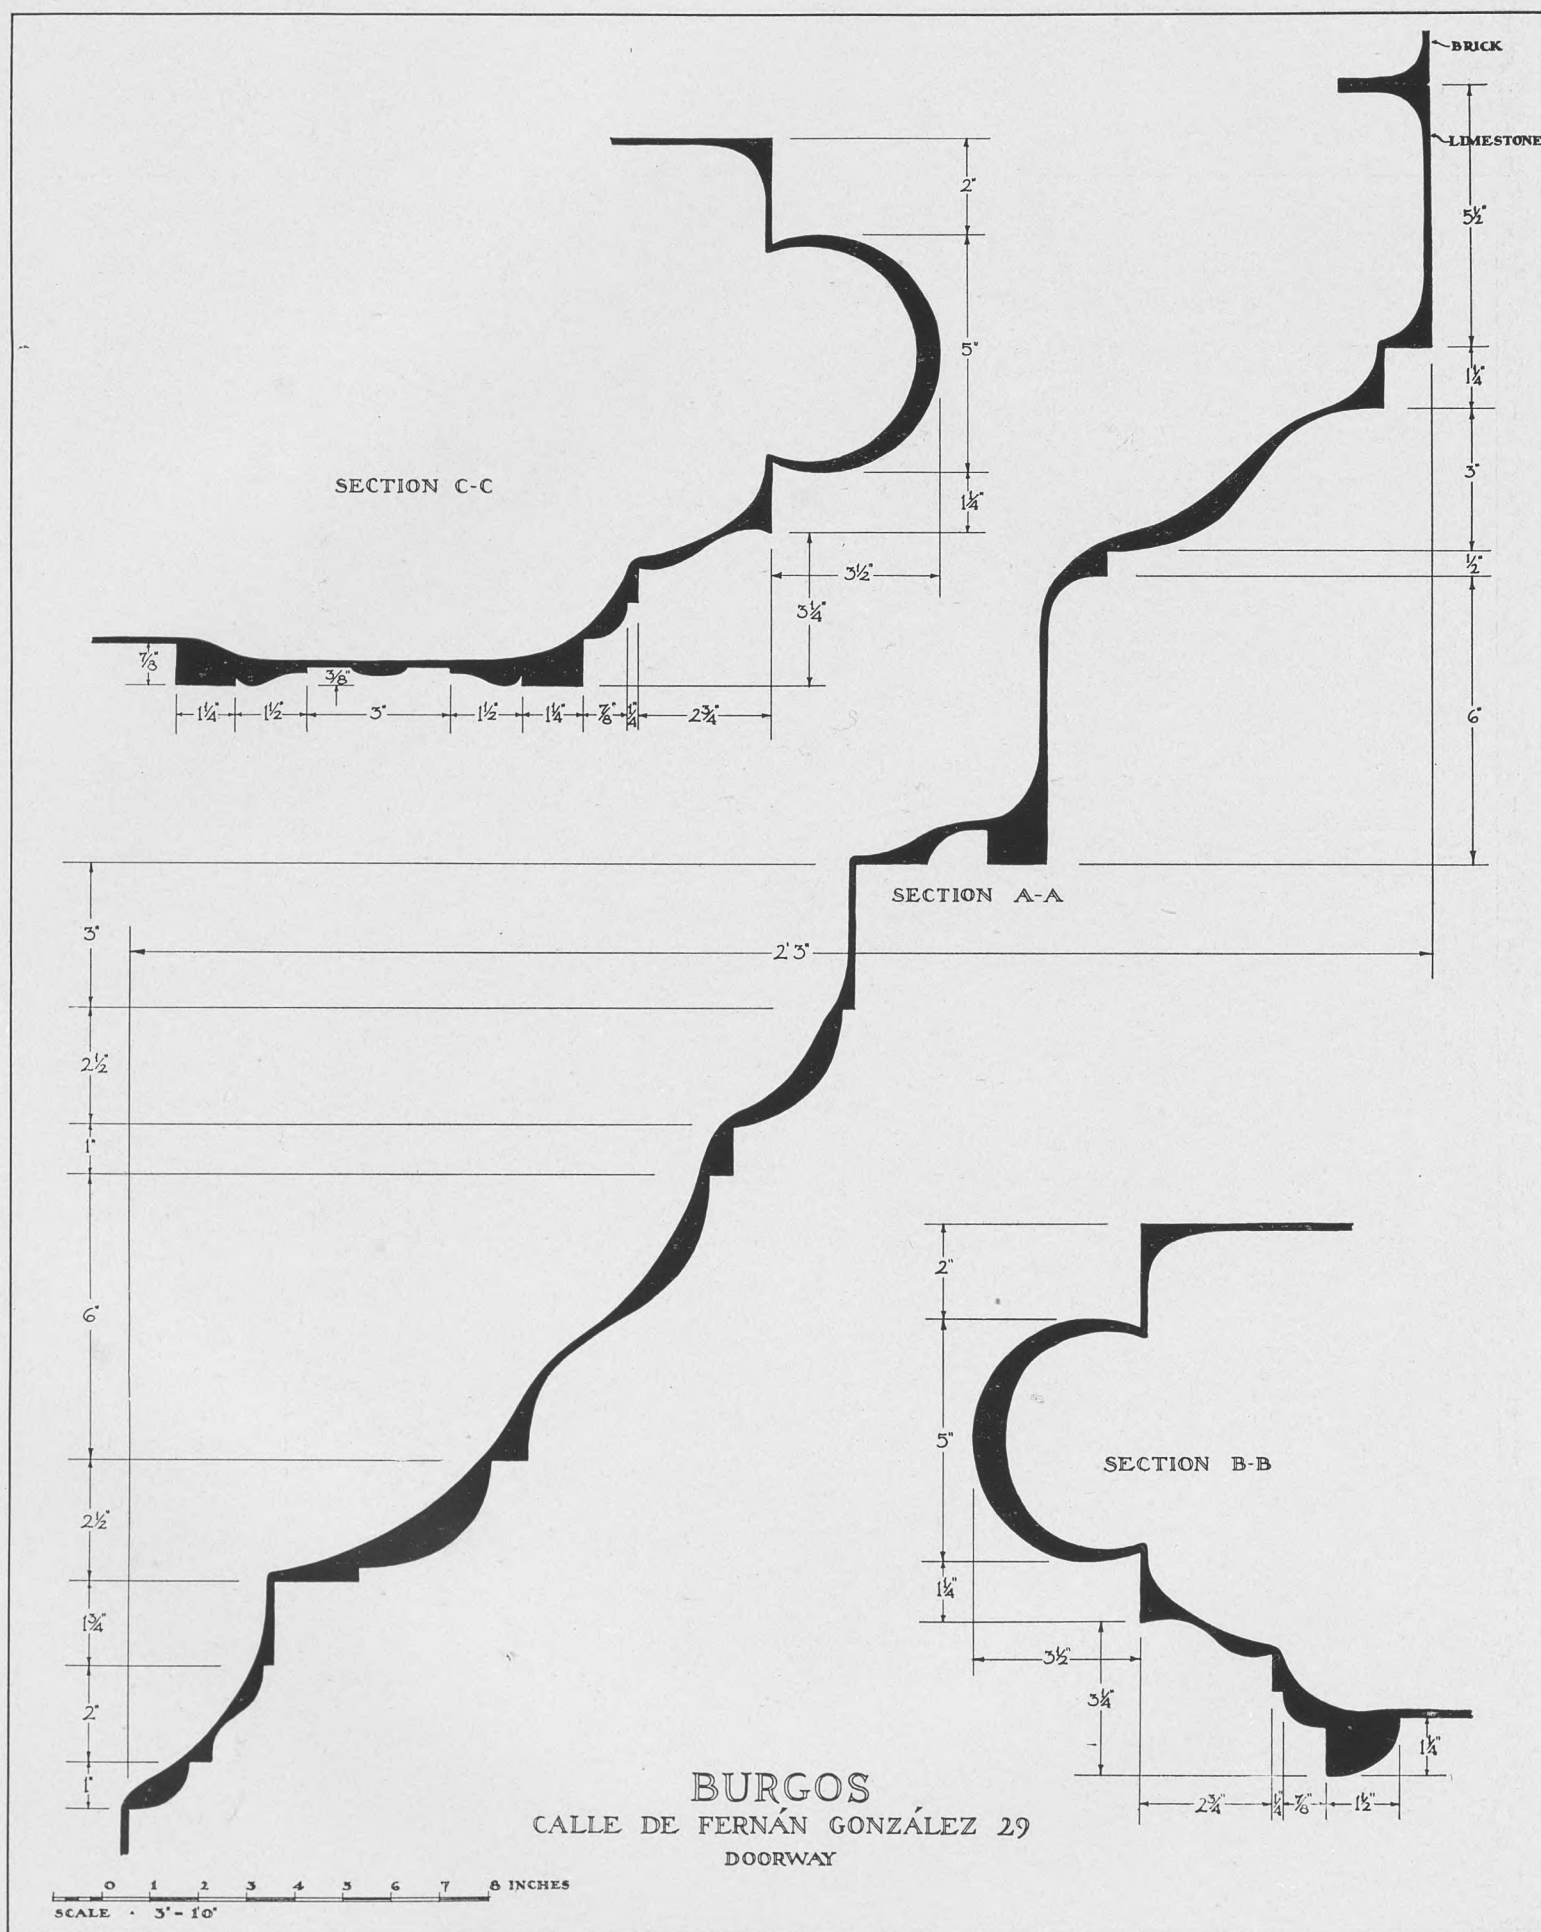 BRICK
LIMESTONE
2"
5½"
5"
1¼"
SECTION C-C
3"
1¼"
½"
3½"
3¼"
7/8"
3/8"
6"
1¼" 1½" 3" 1½" 1¼" 7/8" ¼" 2¾"
SECTION A-A
3"
2' 3"
2½"
1"
2"
6"
5"
SECTION B-B
2½"
1¼"
1¾"
3½"
3¼"
2"
1¼"
1"
2¾" ¼" 7/8" 1½"
BURGOS
CALLE DE FERNÁN GONZÁLEZ 29
DOORWAY
0 1 2 3 4 5 6 7 8 INCHES
SCALE · 3" - 1'0"